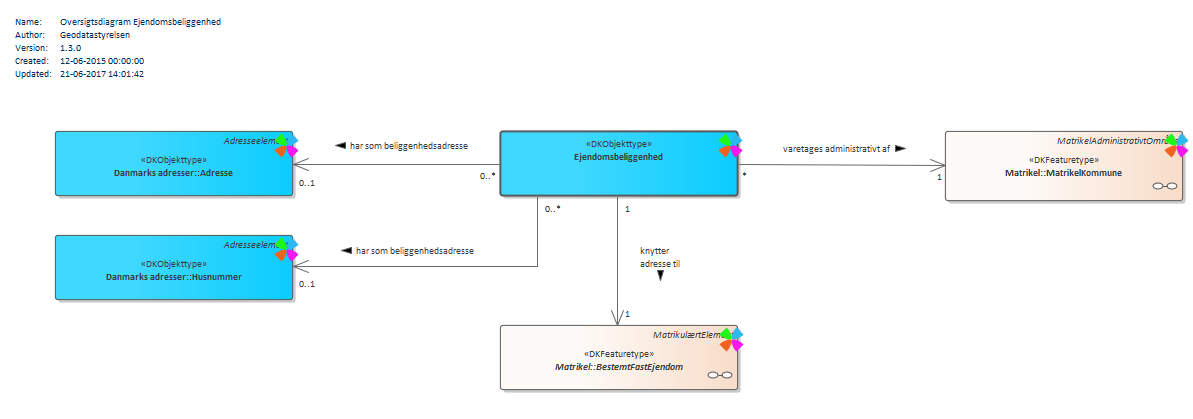 Name: Oversigtsdiagram Ejendomsbeliggenhed
Author: Geodatastyrelsen
Version: 1.3.0
Created: 12-06-2015 00:00:00
Updated: 21-06-2017 14:01:42
Adresseelem
«DKObjekttype»
Danmarks adresser::Adresse
har som beliggenhedsadresse
0..1
0..*
«DKObjekttype»
Ejendomsbeliggenhed
varetages administrativt af
*
1
MatrikelAdministrativtOmrå
«DKFeaturetype»
Matrikel::MatrikelKommune
Adresseelem
«DKObjekttype»
Danmarks adresser::Husnummer
har som beliggenhedsadresse
0..1
0..*
1
knytter
adresse til
1
MatrikulærtElem
«DKFeaturetype»
Matrikel::BestemtFastEjendom